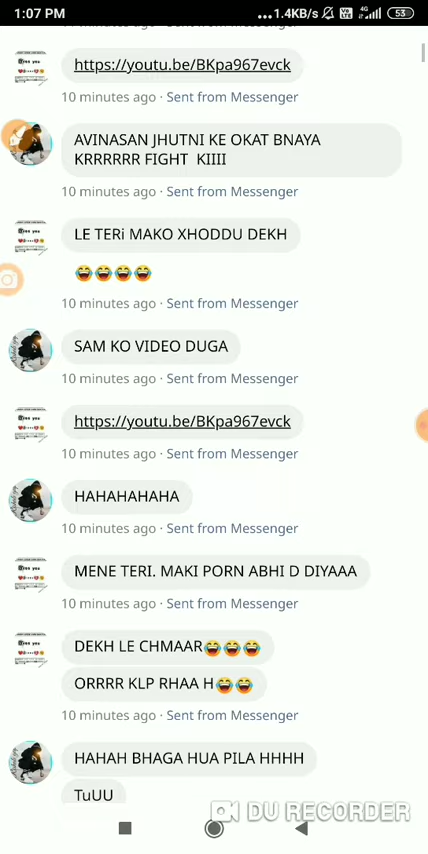 1:07 PM ...1.4KB/s 4G 53
https://youtu.be/BKpa967evck
10 minutes ago · Sent from Messenger
AVINASAN JHUTNI KE OKAT BNAYA
KRRRRRR FIGHT KIIII
10 minutes ago · Sent from Messenger
LE TERi MAKO XHODDU DEKH
😂😂😂😂
10 minutes ago · Sent from Messenger
SAM KO VIDEO DUGA
10 minutes ago · Sent from Messenger
https://youtu.be/BKpa967evck
10 minutes ago · Sent from Messenger
HAHAHAHAHA
10 minutes ago · Sent from Messenger
MENE TERI. MAKI PORN ABHI D DIYAAA
10 minutes ago · Sent from Messenger
DEKH LE CHMAAR😂😂😂
ORRRR KLP RHAA H😂😂
10 minutes ago · Sent from Messenger
HAHAH BHAGA HUA PILA HHHH
TuUU
DU RECORDER